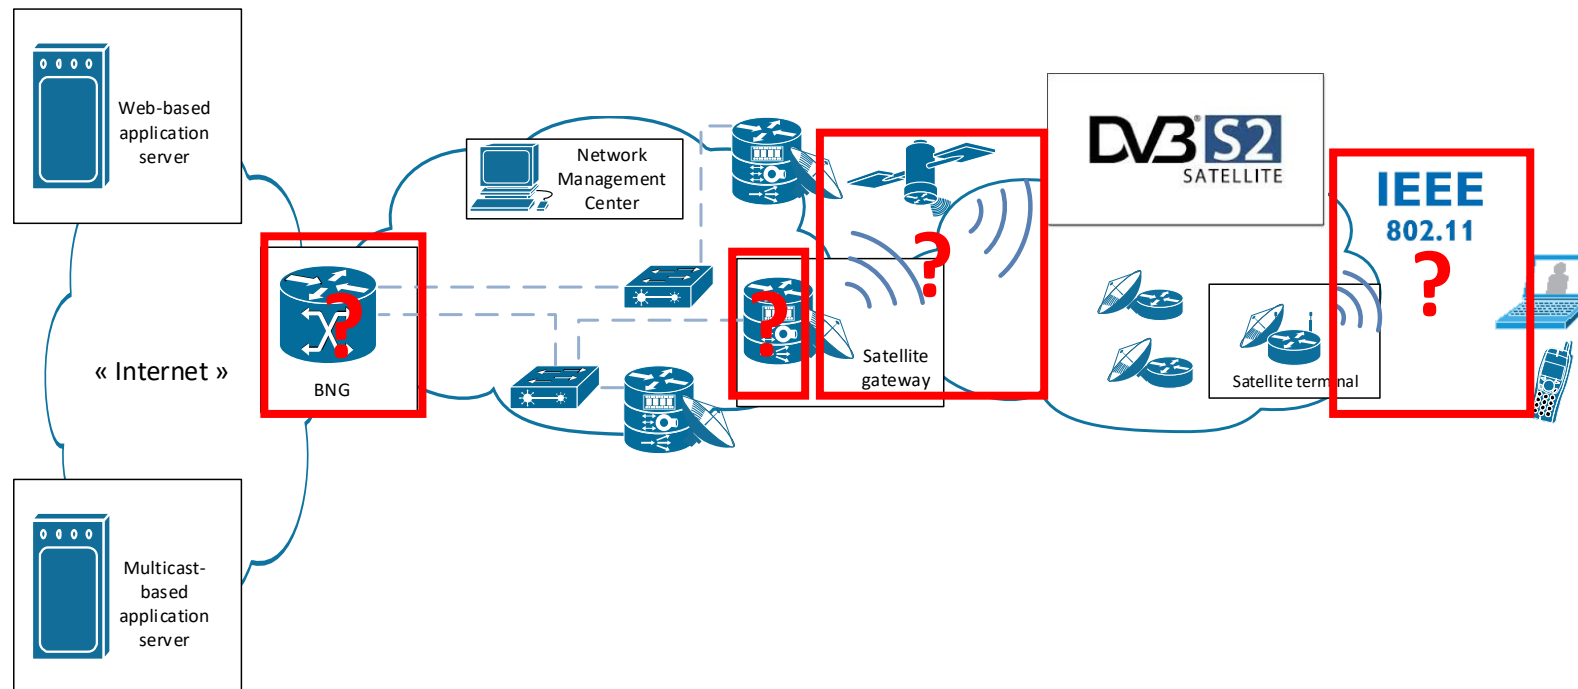 Web-based
application
server
Network
Management
Center
DVB® S2
SATELLITE
IEEE
802.11
?
?
?
?
« Internet »
BNG
Satellite
gateway
Satellite terminal
Multicast-
based
application
server